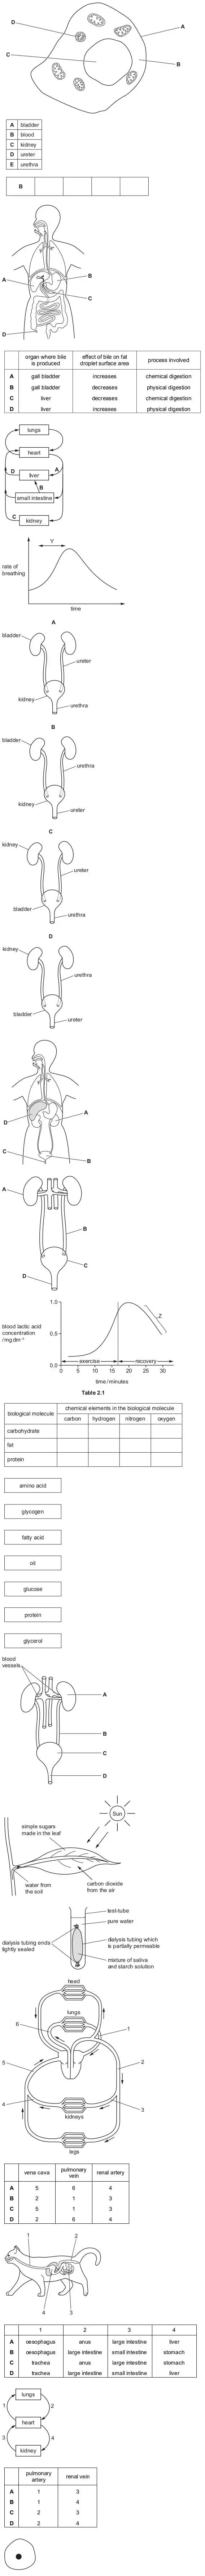 D
A
C
B
A bladder
B blood
C kidney
D ureter
E urethra
B
A
B
C
D
organ where bile is produced effect of bile on fat droplet surface area process involved
A gall bladder increases chemical digestion
B gall bladder decreases physical digestion
C liver decreases chemical digestion
D liver increases physical digestion
lungs
heart
D liver A
B
small intestine
C kidney
Y
rate of
breathing
time
A
bladder
ureter
kidney
urethra
B
bladder
urethra
kidney
ureter
C
kidney
ureter
bladder
urethra
D
kidney
urethra
bladder
ureter
A
D
C
B
A
B
C
D
1.0
Z
blood lactic acid
concentration 0.5
/mg dm⁻³
exercise recovery
0.0
0 5 10 15 20 25 30
time / minutes
Table 2.1
biological molecule chemical elements in the biological molecule
carbon hydrogen nitrogen oxygen
carbohydrate
fat
protein
amino acid
glycogen
fatty acid
oil
glucose
protein
glycerol
blood
vessels
A
B
C
D
Sun
simple sugars
made in the leaf
water from
the soil
carbon dioxide
from the air
test-tube
pure water
dialysis tubing ends
tightly sealed
dialysis tubing which
is partially permeable
mixture of saliva
and starch solution
head
lungs
6
1
5
2
4
3
kidneys
legs
vena cava pulmonary vein renal artery
A 5 6 4
B 2 1 3
C 5 1 3
D 2 6 4
1 2
4 3
1 2 3 4
A oesophagus anus large intestine liver
B oesophagus large intestine small intestine stomach
C trachea anus large intestine stomach
D trachea large intestine small intestine liver
lungs
1 2
heart
3 4
kidney
pulmonary artery renal vein
A 1 3
B 1 4
C 2 3
D 2 4